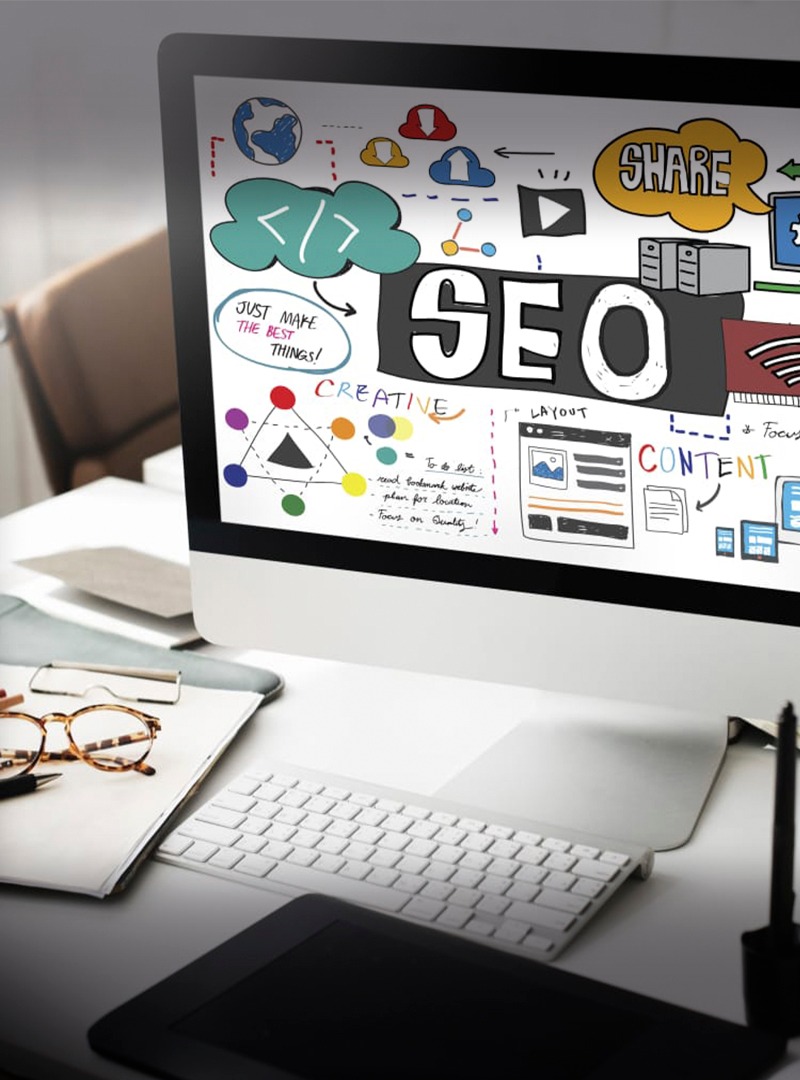 SHARE
</>
JUST MAKE
THE BEST
THINGS!
SEO
CREATIVE
LAYOUT
Focus
CONTENT
= To do list :
read bookmark website
plan for location
Focus on Quality!